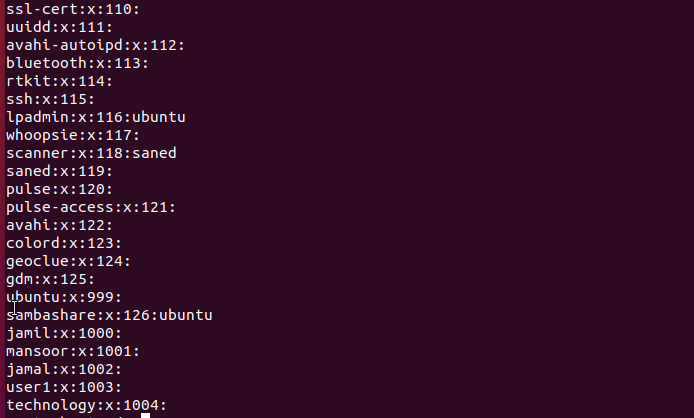 ssl-cert:x:110:
uuidd:x:111:
avahi-autoipd:x:112:
bluetooth:x:113:
rtkit:x:114:
ssh:x:115:
lpadmin:x:116:ubuntu
whoopsie:x:117:
scanner:x:118:saned
saned:x:119:
pulse:x:120:
pulse-access:x:121:
avahi:x:122:
colord:x:123:
geoclue:x:124:
gdm:x:125:
ubuntu:x:999:
sambashare:x:126:ubuntu
jamil:x:1000:
mansoor:x:1001:
jamal:x:1002:
user1:x:1003:
technology:x:1004: